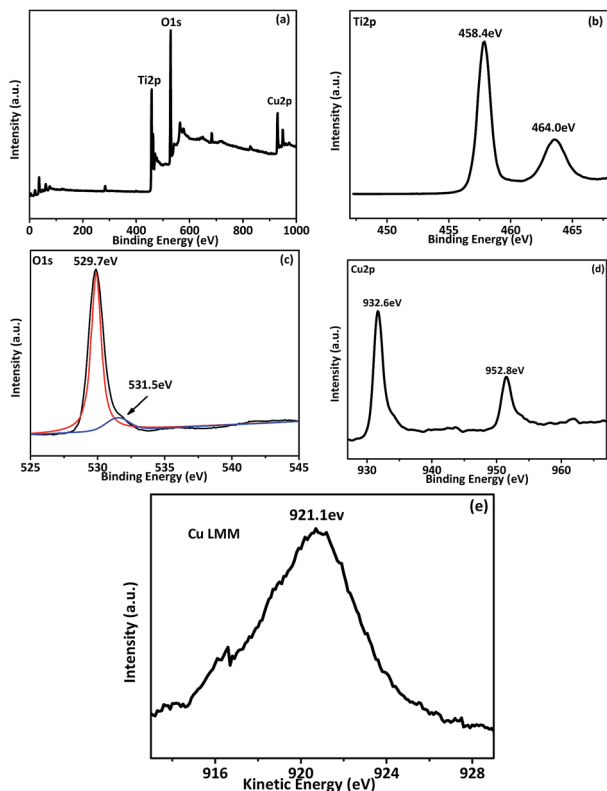 O1s
(a)
Ti2p
Cu2p
Intensity (a.u.)
0
200
400
600
800
1000
Binding Energy (eV)
Ti2p
(b)
458.4eV
464.0eV
Intensity (a.u.)
450
455
460
465
Binding Energy (eV)
O1s
529.7eV
(c)
531.5eV
Intensity (a.u.)
525
530
535
540
545
Binding Energy (eV)
Cu2p
(d)
932.6eV
952.8eV
Intensity (a.u.)
930
940
950
960
Binding Energy (eV)
921.1ev
(e)
Cu LMM
Intensity (a.u.)
916
920
924
928
Kinetic Energy (eV)